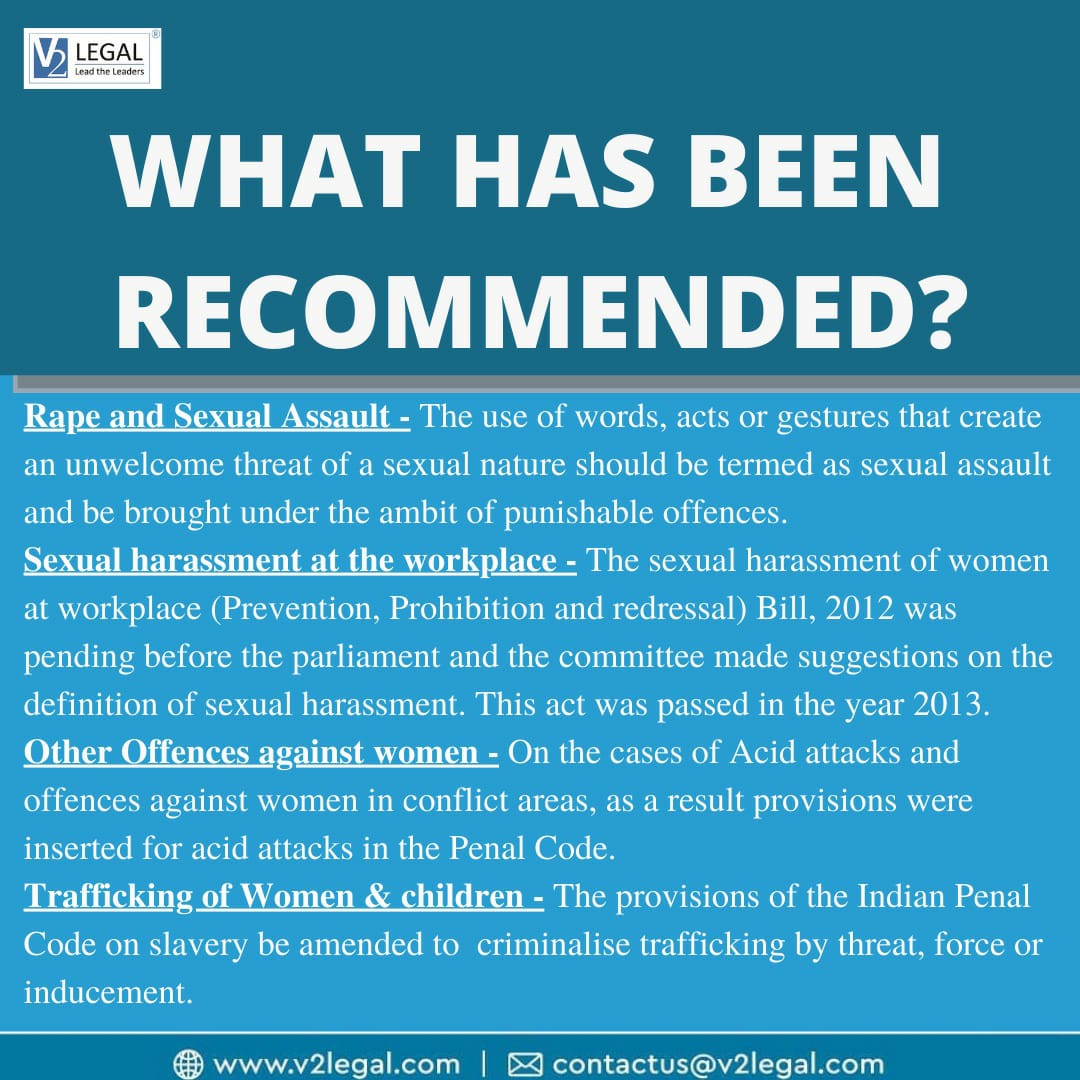 V2 LEGAL ®
Lead the Leaders
WHAT HAS BEEN
RECOMMENDED?
Rape and Sexual Assault - The use of words, acts or gestures that create
an unwelcome threat of a sexual nature should be termed as sexual assault
and be brought under the ambit of punishable offences.
Sexual harassment at the workplace - The sexual harassment of women
at workplace (Prevention, Prohibition and redressal) Bill, 2012 was
pending before the parliament and the committee made suggestions on the
definition of sexual harassment. This act was passed in the year 2013.
Other Offences against women - On the cases of Acid attacks and
offences against women in conflict areas, as a result provisions were
inserted for acid attacks in the Penal Code.
Trafficking of Women & children - The provisions of the Indian Penal
Code on slavery be amended to  criminalise trafficking by threat, force or
inducement.
www.v2legal.com | contactus@v2legal.com